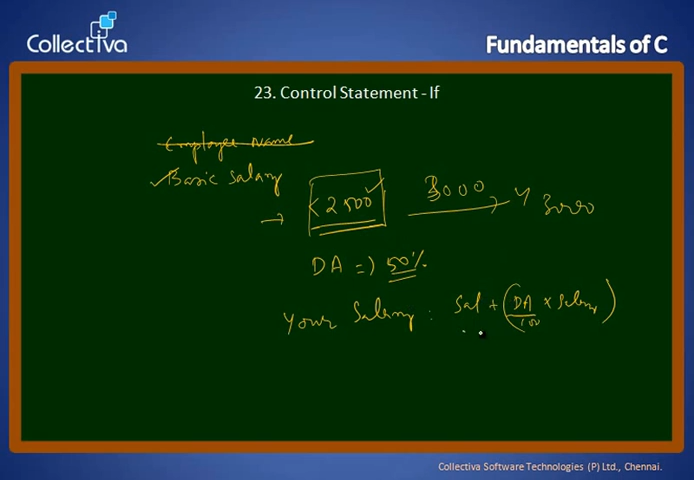 Collectiva
Fundamentals of C
23. Control Statement - If
Employee Name
Basic Salary
< 2500 3000 3000
DA => 50%
Your Salary : Sal + (DA/100 x Salary)
Collectiva Software Technologies (P) Ltd., Chennai.